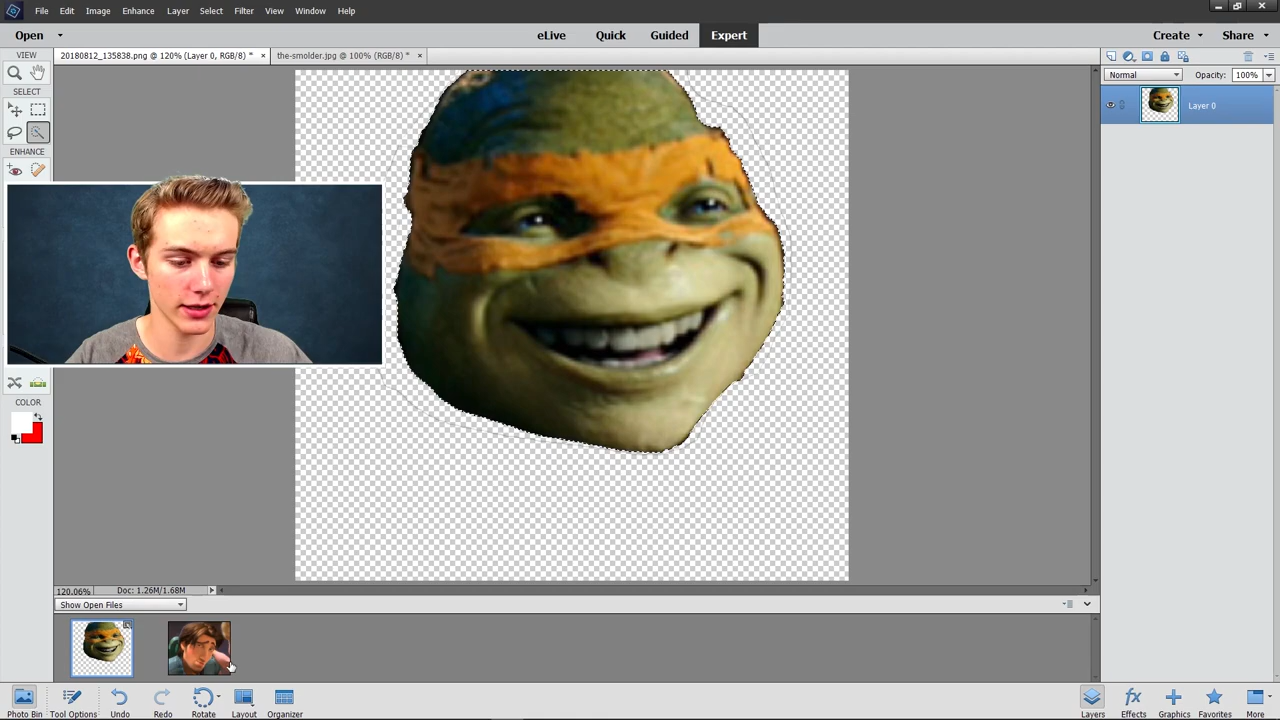 File Edit Image Enhance Layer Select Filter View Window Help
Open eLive Quick Guided Expert Create Share
20180812_135838.png @ 120% (Layer 0, RGB/8) * × the-smolder.jpg @ 100% (RGB/8) * ×
VIEW
Normal Opacity: 100%
SELECT
Layer 0
ENHANCE
COLOR
120.06% Doc: 1.26M/1.68M
Show Open Files
Photo Bin Tool Options Undo Redo Rotate Layout Organizer Layers Effects Graphics Favorites More